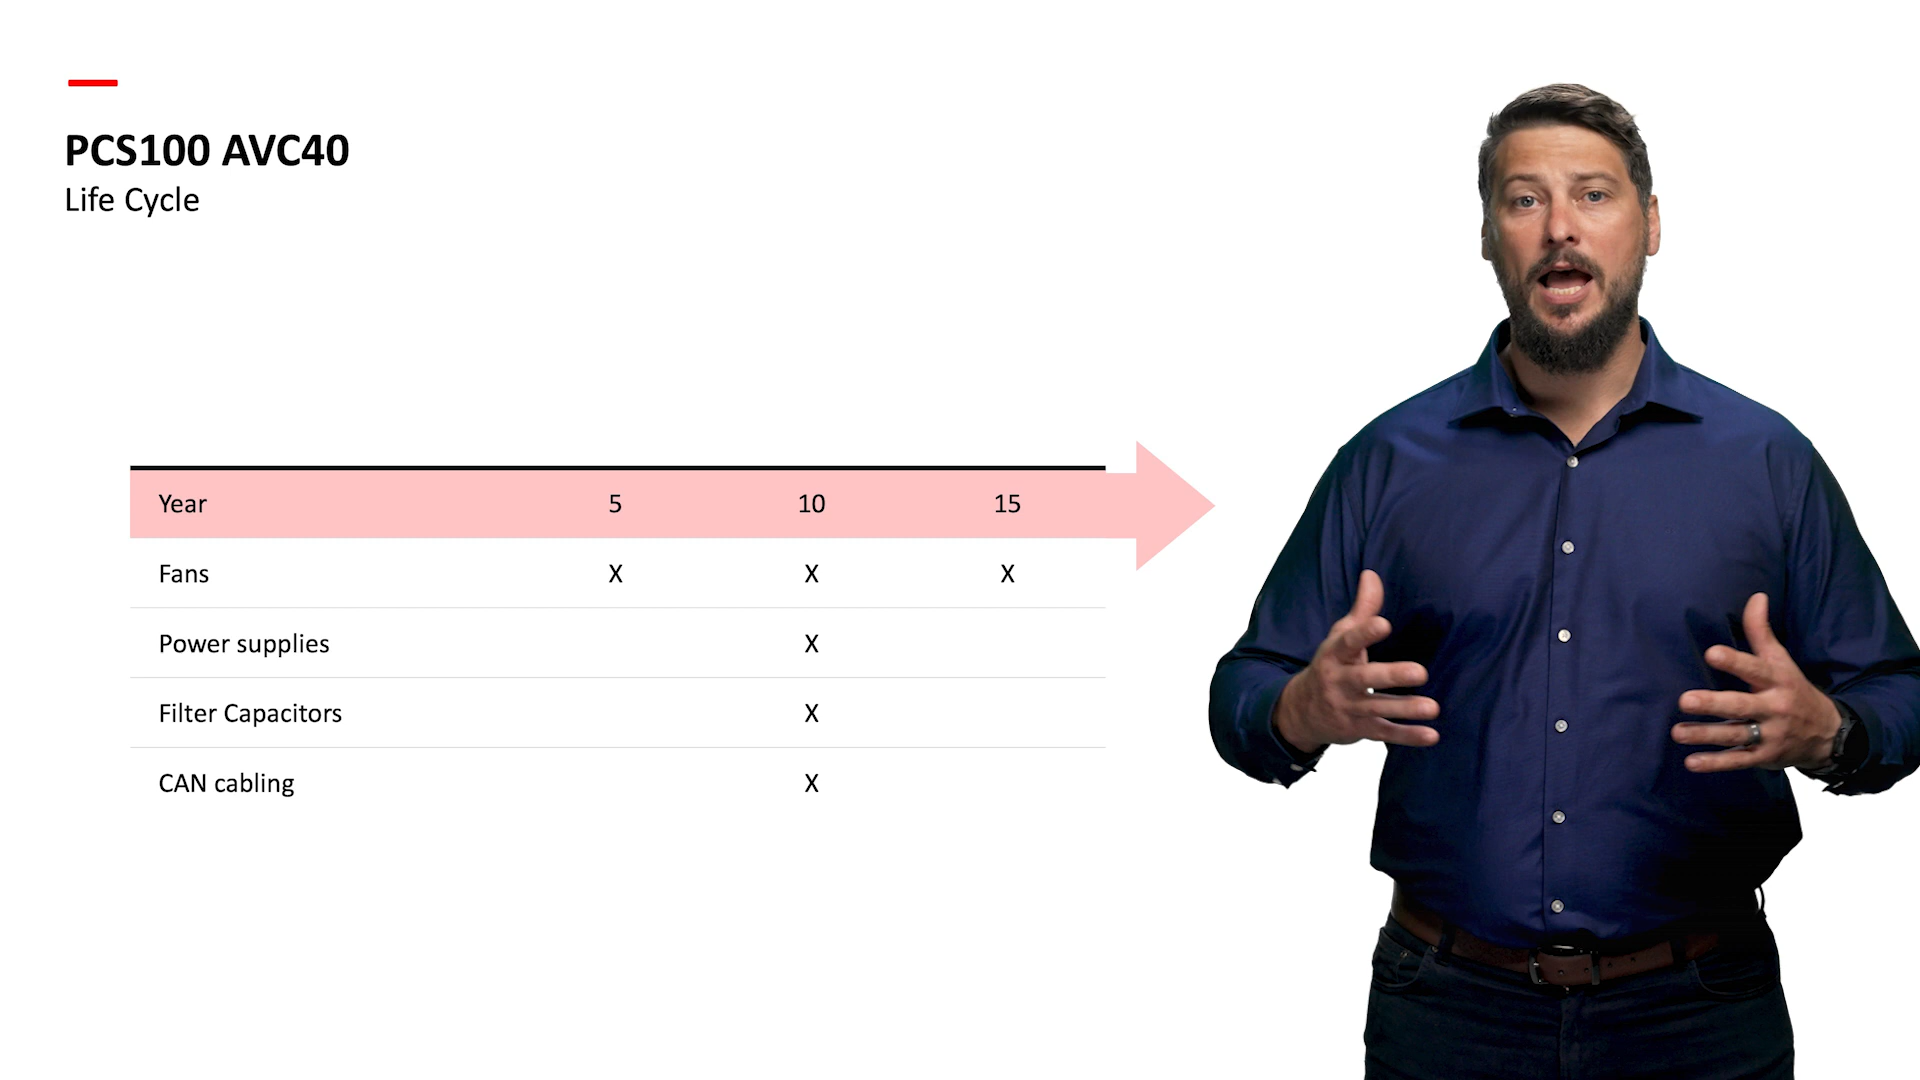 PCS100 AVC40
Life Cycle
Year 5 10 15
Fans X X X
Power supplies X
Filter Capacitors X
CAN cabling X